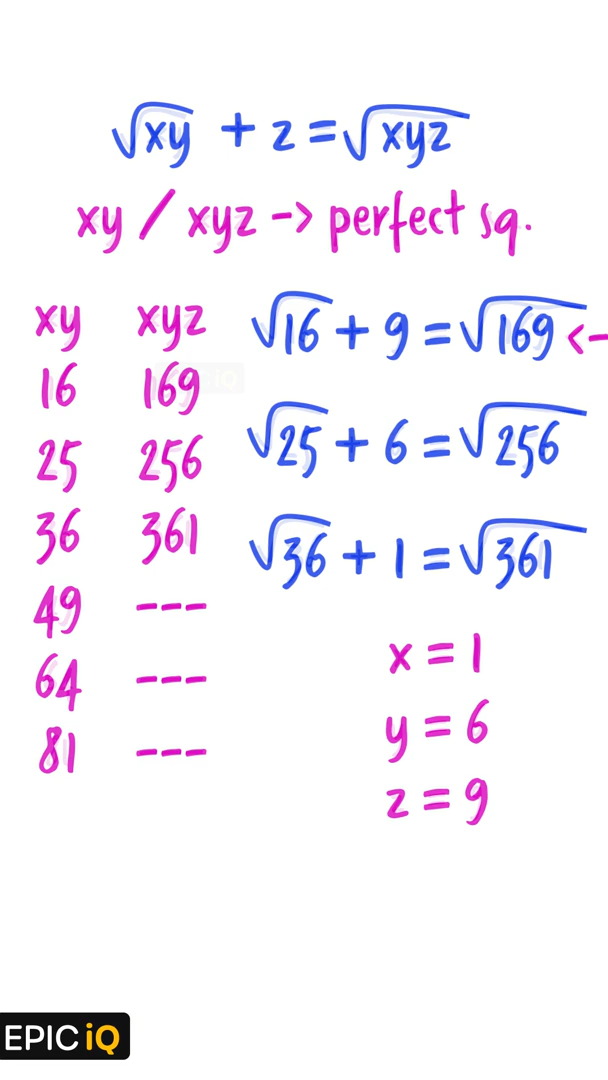 √xy + z = √xyz
xy / xyz -> perfect sq.
xy xyz
16 169
25 256
36 361
49 ---
64 ---
81 ---
√16 + 9 = √169 <-
√25 + 6 = √256
√36 + 1 = √361
x = 1
y = 6
z = 9
EPIC iQ